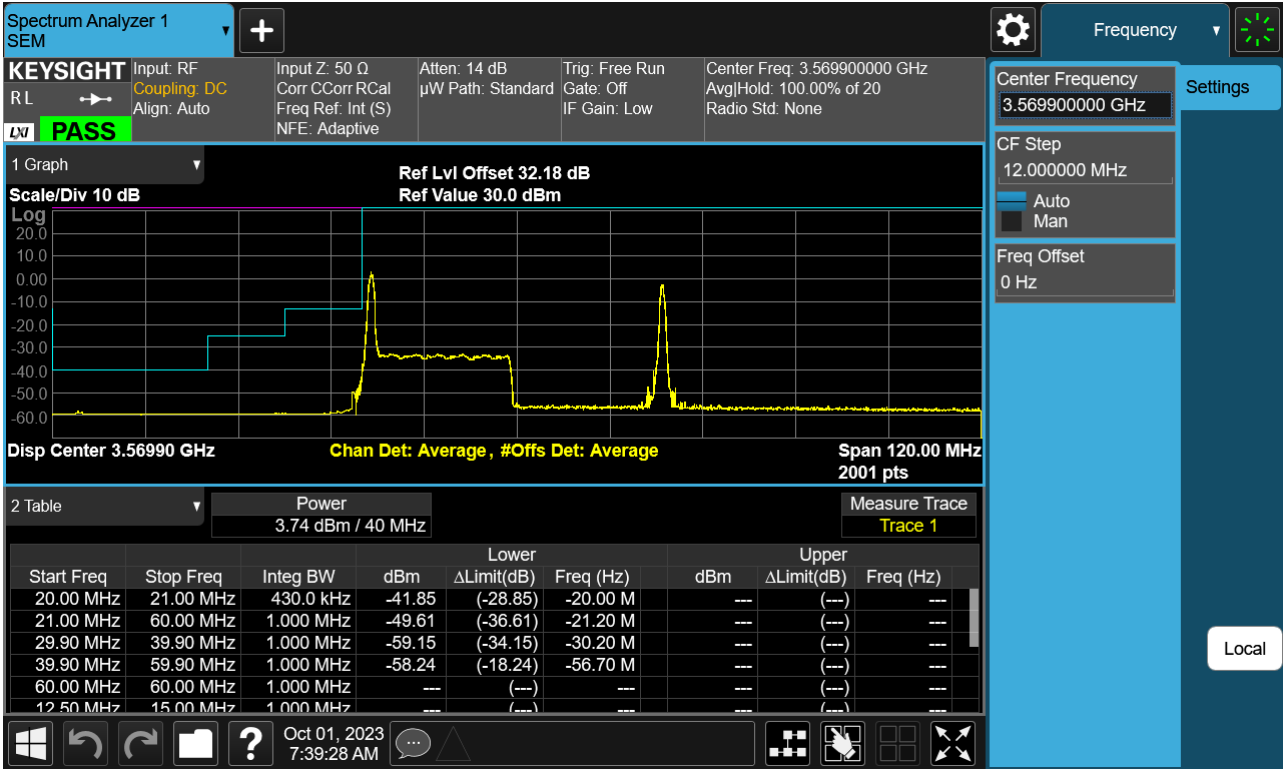 Spectrum Analyzer 1
SEM
+
Frequency
KEYSIGHT
R L
LXI PASS
Input: RF
Coupling: DC
Align: Auto
Input Z: 50 Ω
Corr CCorr RCal
Freq Ref: Int (S)
NFE: Adaptive
Atten: 14 dB
µW Path: Standard
Trig: Free Run
Gate: Off
IF Gain: Low
Center Freq: 3.569900000 GHz
Avg|Hold: 100.00% of 20
Radio Std: None
Center Frequency
3.569900000 GHz
Settings
CF Step
12.000000 MHz
Auto
Man
Freq Offset
0 Hz
1 Graph
Scale/Div 10 dB
Ref Lvl Offset 32.18 dB
Ref Value 30.0 dBm
Log
20.0
10.0
0.00
-10.0
-20.0
-30.0
-40.0
-50.0
-60.0
Disp Center 3.56990 GHz
Chan Det: Average , #Offs Det: Average
Span 120.00 MHz
2001 pts
2 Table
Power
3.74 dBm / 40 MHz
Measure Trace
Trace 1
Lower Upper
Start Freq Stop Freq Integ BW dBm ΔLimit(dB) Freq (Hz) dBm ΔLimit(dB) Freq (Hz)
20.00 MHz 21.00 MHz 430.0 kHz -41.85 (-28.85) -20.00 M --- (---) ---
21.00 MHz 60.00 MHz 1.000 MHz -49.61 (-36.61) -21.20 M --- (---) ---
29.90 MHz 39.90 MHz 1.000 MHz -59.15 (-34.15) -30.20 M --- (---) ---
39.90 MHz 59.90 MHz 1.000 MHz -58.24 (-18.24) -56.70 M --- (---) ---
60.00 MHz 60.00 MHz 1.000 MHz --- (---) --- --- (---) ---
12.50 MHz 15.00 MHz 1.000 MHz --- (---) --- --- (---) ---
Local
?
Oct 01, 2023
7:39:28 AM